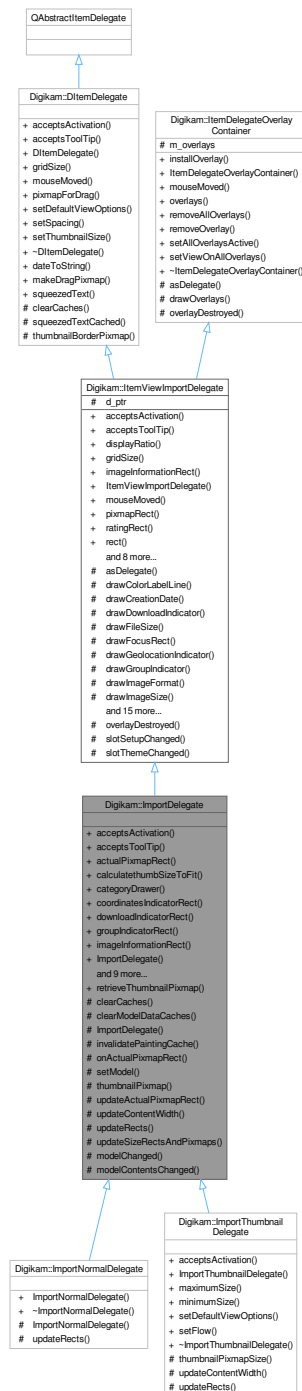 QAbstractItemDelegate
Digikam::DItemDelegate
+ acceptsActivation()
+ acceptsToolTip()
+ DItemDelegate()
+ gridSize()
+ mouseMoved()
+ pixmapForDrag()
+ setDefaultViewOptions()
+ setSpacing()
+ setThumbnailSize()
+ ~DItemDelegate()
+ dateToString()
+ makeDragPixmap()
+ squeezedText()
# clearCaches()
# squeezedTextCached()
# thumbnailBorderPixmap()
Digikam::ItemDelegateOverlay
Container
# m_overlays
+ installOverlay()
+ ItemDelegateOverlayContainer()
+ mouseMoved()
+ overlays()
+ removeAllOverlays()
+ removeOverlay()
+ setAllOverlaysActive()
+ setViewOnAllOverlays()
+ ~ItemDelegateOverlayContainer()
# asDelegate()
# drawOverlays()
# overlayDestroyed()
Digikam::ItemViewImportDelegate
# d_ptr
+ acceptsActivation()
+ acceptsToolTip()
+ displayRatio()
+ gridSize()
+ imageInformationRect()
+ ItemViewImportDelegate()
+ mouseMoved()
+ pixmapRect()
+ ratingRect()
+ rect()
and 8 more...
# asDelegate()
# drawColorLabelLine()
# drawCreationDate()
# drawDownloadIndicator()
# drawFileSize()
# drawFocusRect()
# drawGeolocationIndicator()
# drawGroupIndicator()
# drawImageFormat()
# drawImageSize()
and 15 more...
# overlayDestroyed()
# slotSetupChanged()
# slotThemeChanged()
Digikam::ImportDelegate
+ acceptsActivation()
+ acceptsToolTip()
+ actualPixmapRect()
+ calculatethumbSizeToFit()
+ categoryDrawer()
+ coordinatesIndicatorRect()
+ downloadIndicatorRect()
+ groupIndicatorRect()
+ imageInformationRect()
+ ImportDelegate()
and 9 more...
+ retrieveThumbnailPixmap()
# clearCaches()
# clearModelDataCaches()
# ImportDelegate()
# invalidatePaintingCache()
# onActualPixmapRect()
# setModel()
# thumbnailPixmap()
# updateActualPixmapRect()
# updateContentWidth()
# updateRects()
# updateSizeRectsAndPixmaps()
# modelChanged()
# modelContentsChanged()
Digikam::ImportNormalDelegate
+ ImportNormalDelegate()
+ ~ImportNormalDelegate()
# ImportNormalDelegate()
# updateRects()
Digikam::ImportThumbnail
Delegate
+ acceptsActivation()
+ ImportThumbnailDelegate()
+ maximumSize()
+ minimumSize()
+ setDefaultViewOptions()
+ setFlow()
+ ~ImportThumbnailDelegate()
# thumbnailPixmapSize()
# updateContentWidth()
# updateRects()